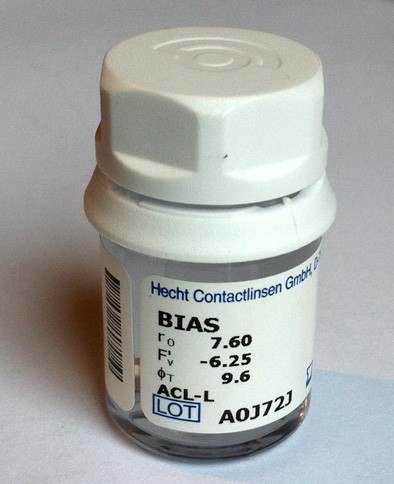 Hecht Contactlinsen GmbH, D-
BIAS
r₀ 7.60
F'ᵥ -6.25
ϕT 9.6
ACL-L
LOT A0J72J